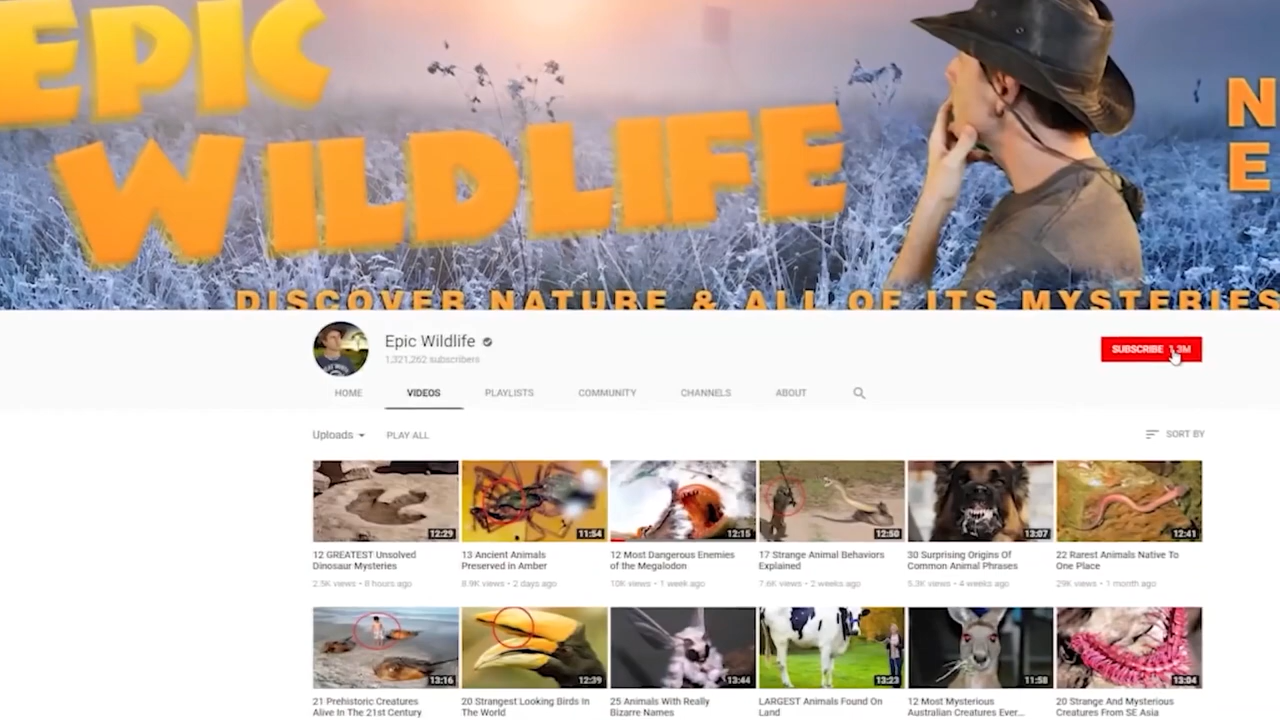 EPIC
WILDLIFE
N
E
DISCOVER NATURE & ALL OF ITS MYSTERIES
Epic Wildlife
1,321,262 subscribers
SUBSCRIBE 1.3M
HOME VIDEOS PLAYLISTS COMMUNITY CHANNELS ABOUT
Uploads PLAY ALL SORT BY
12:29 11:54 12:15 12:50 13:07 12:41
12 GREATEST Unsolved
Dinosaur Mysteries
2.5K views • 8 hours ago
13 Ancient Animals
Preserved in Amber
8.9K views • 2 days ago
12 Most Dangerous Enemies
of the Megalodon
10K views • 1 week ago
17 Strange Animal Behaviors
Explained
7.6K views • 2 weeks ago
30 Surprising Origins Of
Common Animal Phrases
5.3K views • 4 weeks ago
22 Rarest Animals Native To
One Place
29K views • 1 month ago
13:16 12:39 13:44 13:23 11:58 13:04
21 Prehistoric Creatures
Alive In The 21st Century
20 Strangest Looking Birds In
The World
25 Animals With Really
Bizarre Names
LARGEST Animals Found On
Land
12 Most Mysterious
Australian Creatures Ever...
20 Strange And Mysterious
Creatures From SE Asia